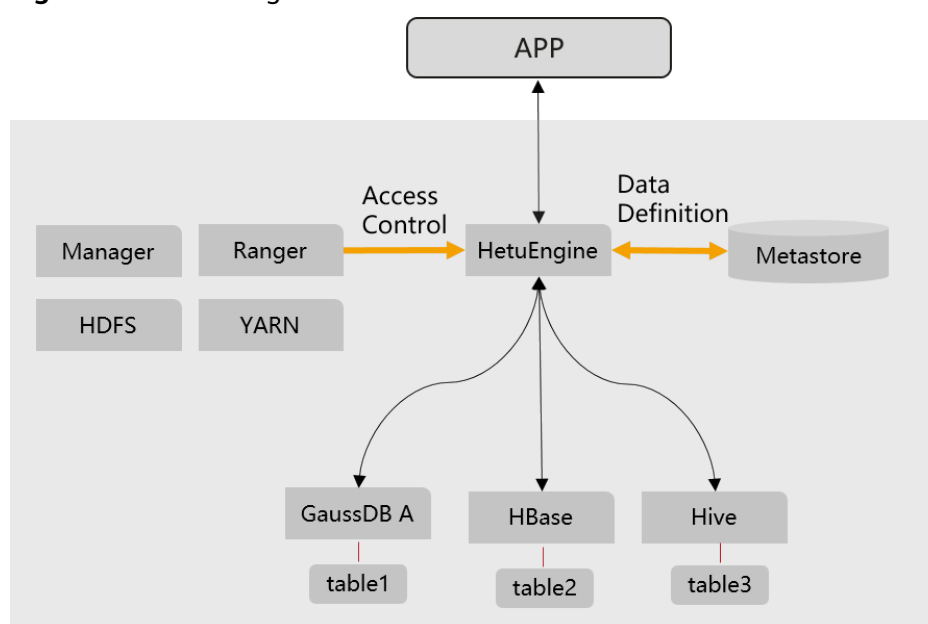 APP
Access
Control
Data
Definition
Manager
Ranger
HetuEngine
Metastore
HDFS
YARN
GaussDB A
HBase
Hive
table1
table2
table3